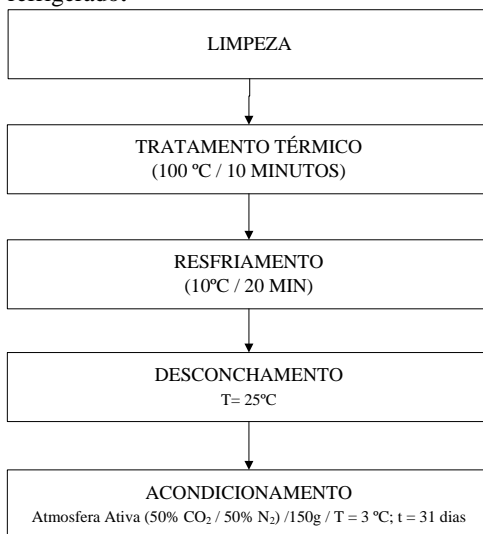 refrigerado.
LIMPEZA
TRATAMENTO TÉRMICO
(100 ºC / 10 MINUTOS)
RESFRIAMENTO
(10ºC / 20 MIN)
DESCONCHAMENTO
T= 25ºC
ACONDICIONAMENTO
Atmosfera Ativa (50% CO₂ / 50% N₂) /150g / T = 3 ºC; t = 31 dias